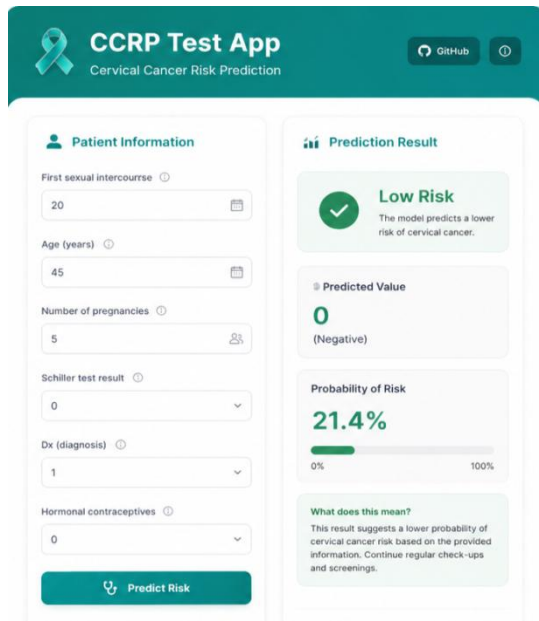 CCRP Test App
Cervical Cancer Risk Prediction
GitHub
Patient Information
First sexual intercourrse
20
Age (years)
45
Number of pregnancies
5
Schiller test result
0
Dx (diagnosis)
1
Hormonal contraceptives
0
Predict Risk
Prediction Result
Low Risk
The model predicts a lower
risk of cervical cancer.
Predicted Value
0
(Negative)
Probability of Risk
21.4%
0% 100%
What does this mean?
This result suggests a lower probability of
cervical cancer risk based on the provided
information. Continue regular check-ups
and screenings.